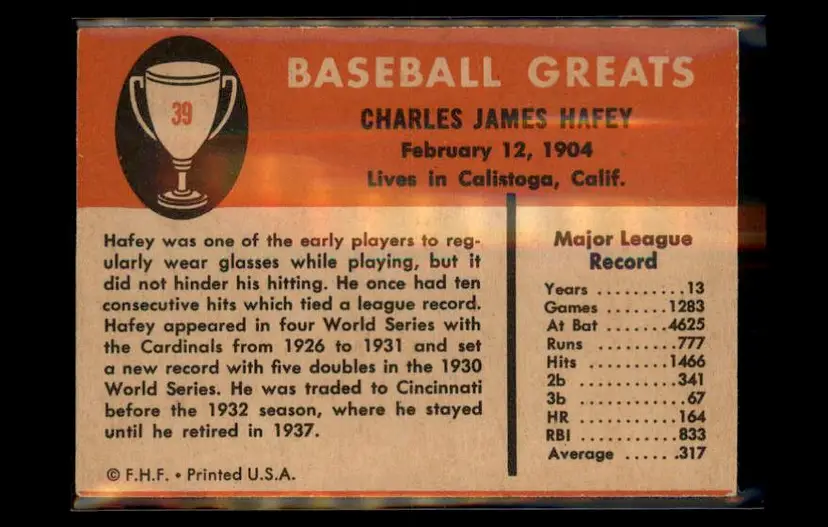 39
BASEBALL GREATS
CHARLES JAMES HAFEY
February 12, 1904
Lives in Calistoga, Calif.
Hafey was one of the early players to reg-
ularly wear glasses while playing, but it
did not hinder his hitting. He once had ten
consecutive hits which tied a league record.
Hafey appeared in four World Series with
the Cardinals from 1926 to 1931 and set
a new record with five doubles in the 1930
World Series. He was traded to Cincinnati
before the 1932 season, where he stayed
until he retired in 1937.
© F.H.F. • Printed U.S.A.
Major League
Record
Years ..........13
Games .......1283
At Bat .......4625
Runs .........777
Hits .........1466
2b ...........341
3b ............67
HR ...........164
RBI ..........833
Average ......317